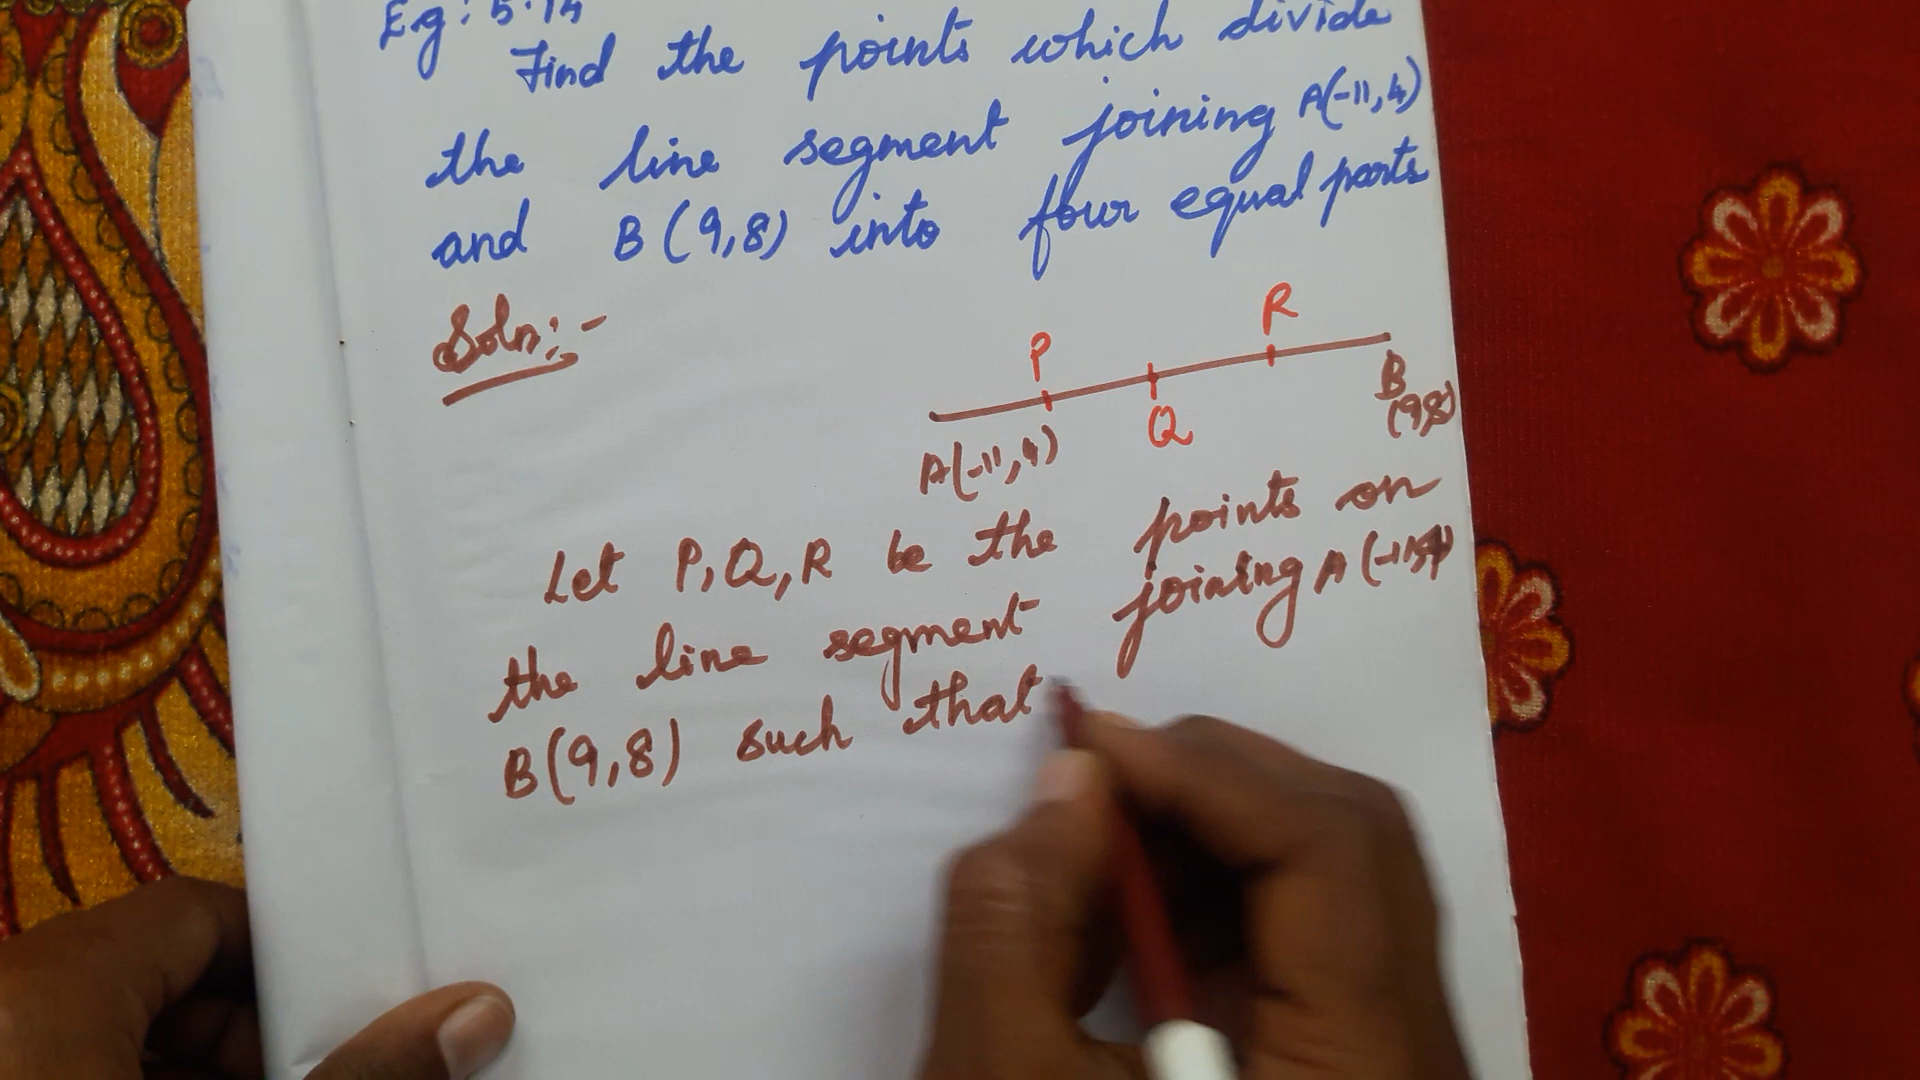 Eg: 5.14
Find the points which divide
the line segment joining A(-11,4)
and B(9,8) into four equal parts
Soln:-
P
R
Q
B
(9,8)
A(-11,4)
Let P,Q,R be the points on
the line segment joining A(-11,4)
B(9,8) such that